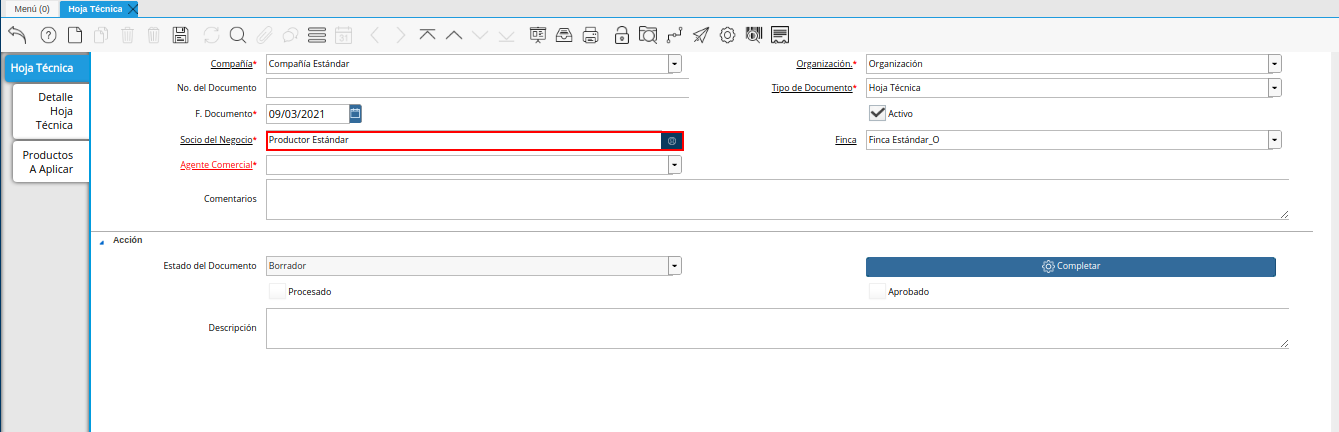 Menú (0) Hoja Técnica
31
Hoja Técnica
Detalle
Hoja
Técnica
Productos
A Aplicar
Compañía* Compañía Estándar Organización.* Organización
No. del Documento Tipo de Documento* Hoja Técnica
F. Documento* 09/03/2021 Activo
Socio del Negocio* Productor Estándar Finca Finca Estándar_O
Agente Comercial*
Comentarios
Acción
Estado del Documento Borrador Completar
Procesado Aprobado
Descripción